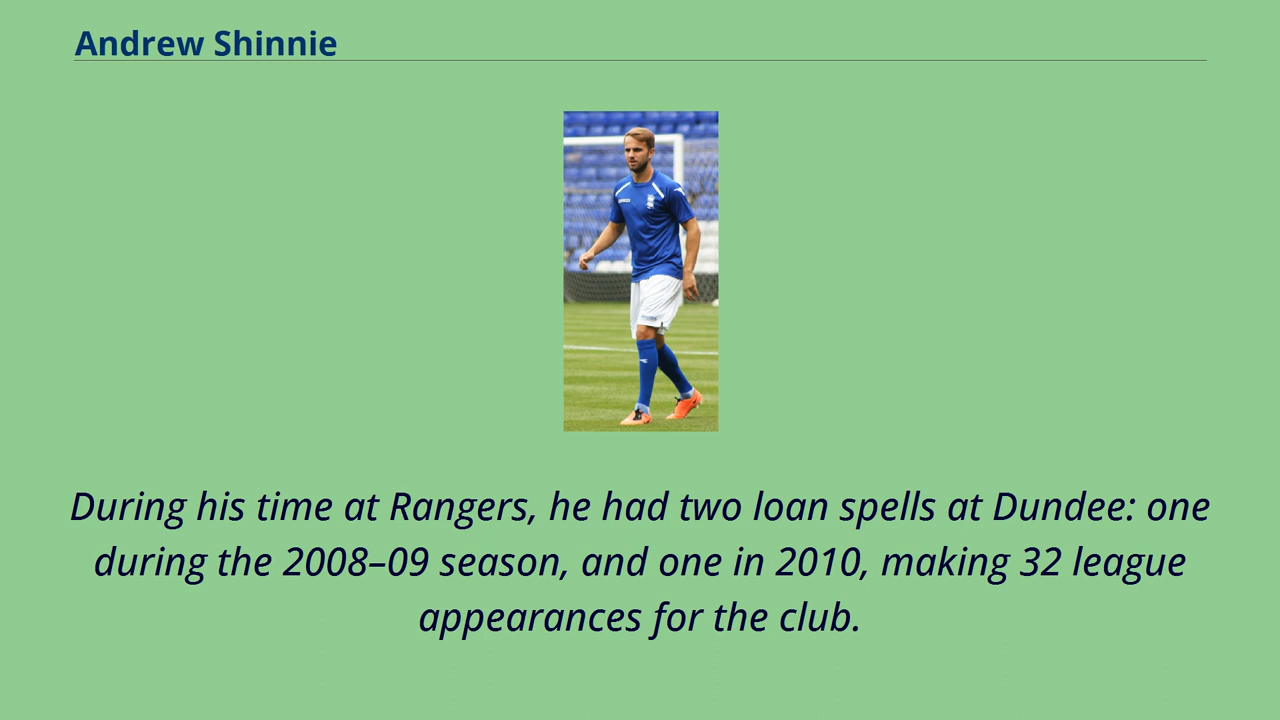 Andrew Shinnie
During his time at Rangers, he had two loan spells at Dundee: one
during the 2008–09 season, and one in 2010, making 32 league
appearances for the club.